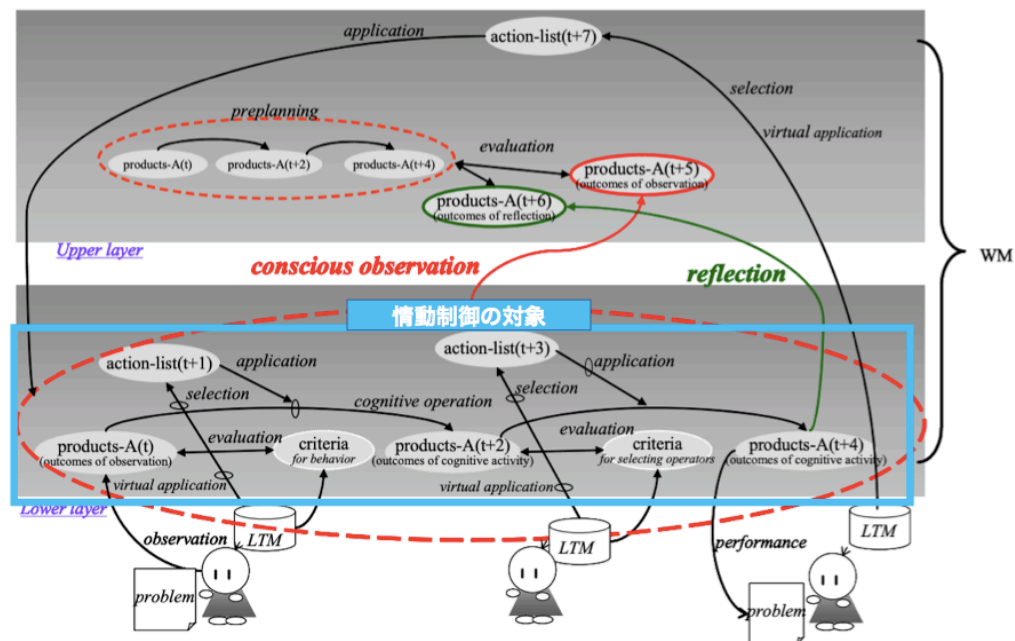 application
action-list(t+7)
selection
preplanning
virtual application
evaluation
products-A(t)
products-A(t+2)
products-A(t+4)
products-A(t+5)
(outcomes of observation)
products-A(t+6)
(outcomes of reflection)
Upper layer
WM
conscious observation
reflection
情動制御の対象
action-list(t+1)
application
action-list(t+3)
application
selection
selection
cognitive operation
products-A(t)
(outcomes of observation)
evaluation
criteria
for behavior
products-A(t+2)
(outcomes of cognitive activity)
evaluation
criteria
for selecting operators
products-A(t+4)
(outcomes of cognitive activity)
virtual application
virtual application
Lower layer
observation
LTM
LTM
performance
LTM
problem
problem